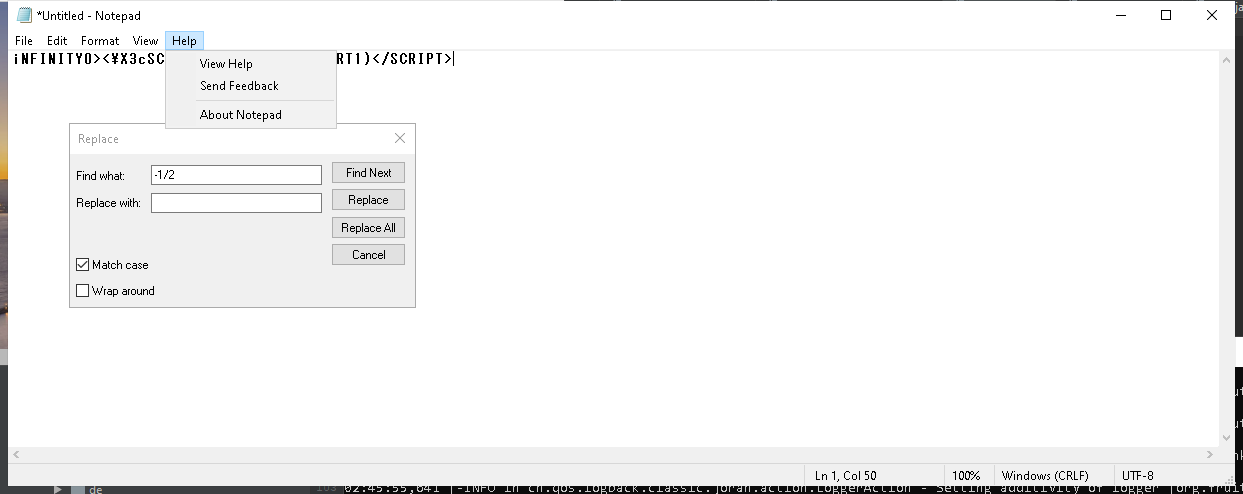 *Untitled - Notepad
File Edit Format View Help
iNFINITY0><¥X3cSC RT1)</SCRIPT>
View Help
Send Feedback
About Notepad
Replace
Find what: -1/2 Find Next
Replace with: Replace
Replace All
Cancel
Match case
Wrap around
Ln 1, Col 50 100% Windows (CRLF) UTF-8
de 02:45:55,641 |-INFO in ch.qos.logback.classic.joran.action.LoggerAction - Setting additivity of logger [org.fruit